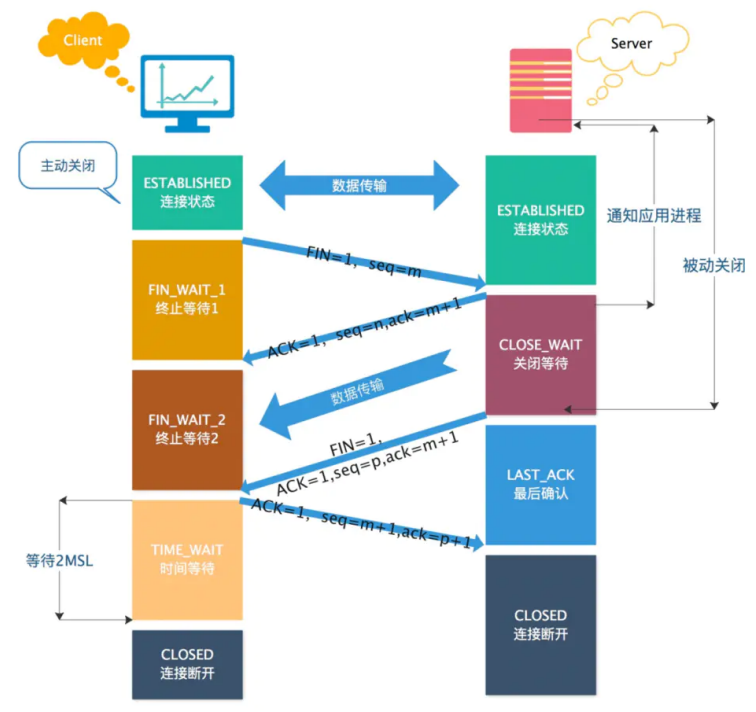 Client
Server
主动关闭
ESTABLISHED
连接状态
数据传输
ESTABLISHED
连接状态
通知应用进程
被动关闭
FIN=1, seq=m
FIN_WAIT_1
终止等待1
ACK=1, seq=n,ack=m+1
CLOSE_WAIT
关闭等待
数据传输
FIN_WAIT_2
终止等待2
FIN=1,
ACK=1,seq=p,ack=m+1
LAST_ACK
最后确认
ACK=1, seq=m+1,ack=p+1
等待2MSL
TIME_WAIT
时间等待
CLOSED
连接断开
CLOSED
连接断开